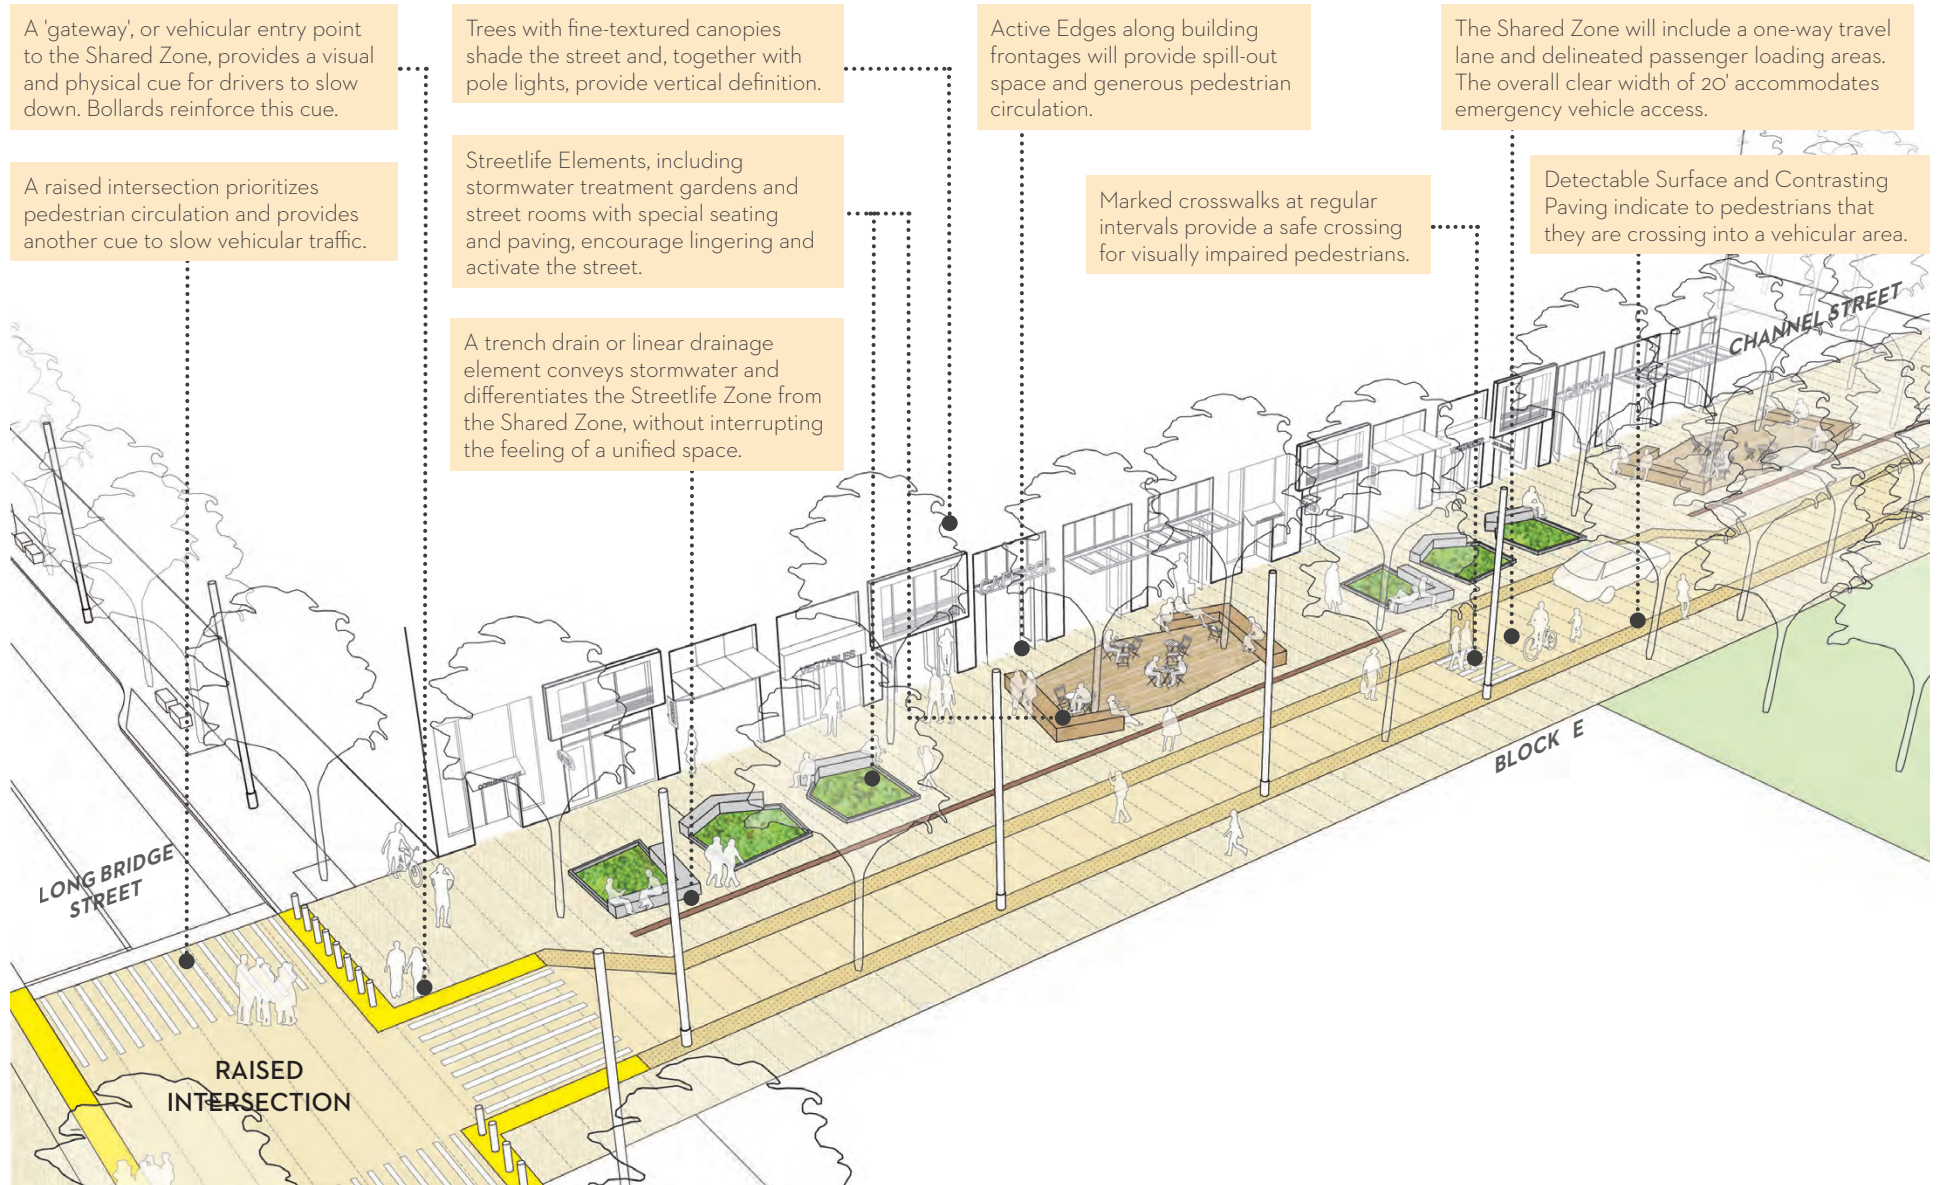 A 'gateway', or vehicular entry point
to the Shared Zone, provides a visual
and physical cue for drivers to slow
down. Bollards reinforce this cue.
Trees with fine-textured canopies
shade the street and, together with
pole lights, provide vertical definition.
Active Edges along building
frontages will provide spill-out
space and generous pedestrian
circulation.
The Shared Zone will include a one-way travel
lane and delineated passenger loading areas.
The overall clear width of 20' accommodates
emergency vehicle access.
A raised intersection prioritizes
pedestrian circulation and provides
another cue to slow vehicular traffic.
Streetlife Elements, including
stormwater treatment gardens and
street rooms with special seating
and paving, encourage lingering and
activate the street.
Marked crosswalks at regular
intervals provide a safe crossing
for visually impaired pedestrians.
Detectable Surface and Contrasting
Paving indicate to pedestrians that
they are crossing into a vehicular area.
A trench drain or linear drainage
element conveys stormwater and
differentiates the Streetlife Zone from
the Shared Zone, without interrupting
the feeling of a unified space.
CHANNEL STREET
VEGETABLES
BLOCK E
LONG BRIDGE
STREET
RAISED
INTERSECTION